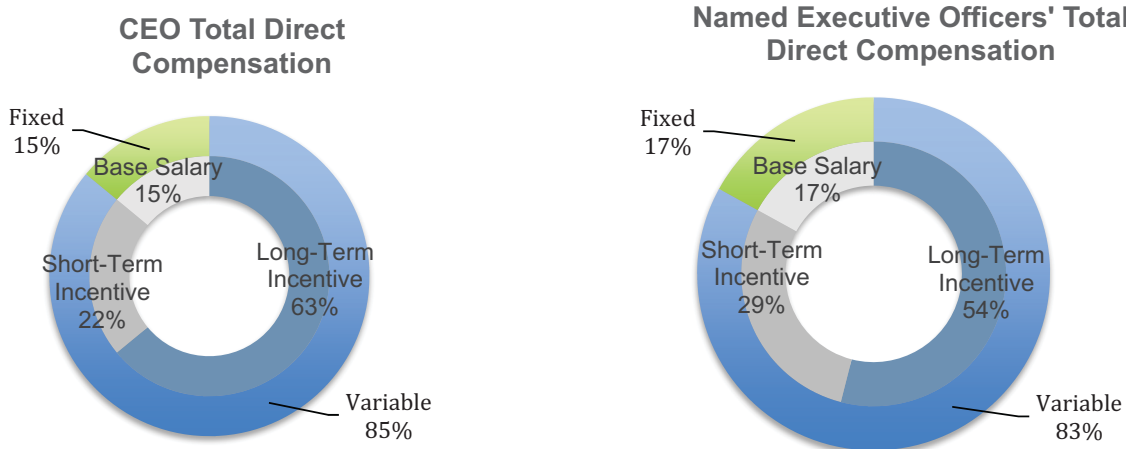 CEO Total Direct
Compensation
Fixed
15%
Base Salary
15%
Short-Term
Incentive
22%
Long-Term
Incentive
63%
Variable
85%
Named Executive Officers' Total
Direct Compensation
Fixed
17%
Base Salary
17%
Short-Term
Incentive
29%
Long-Term
Incentive
54%
Variable
83%